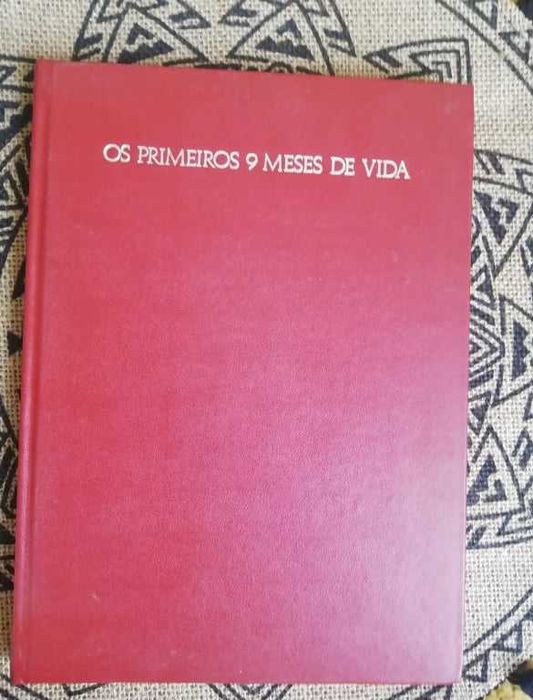 OS PRIMEIROS 9 MESES DE VIDA